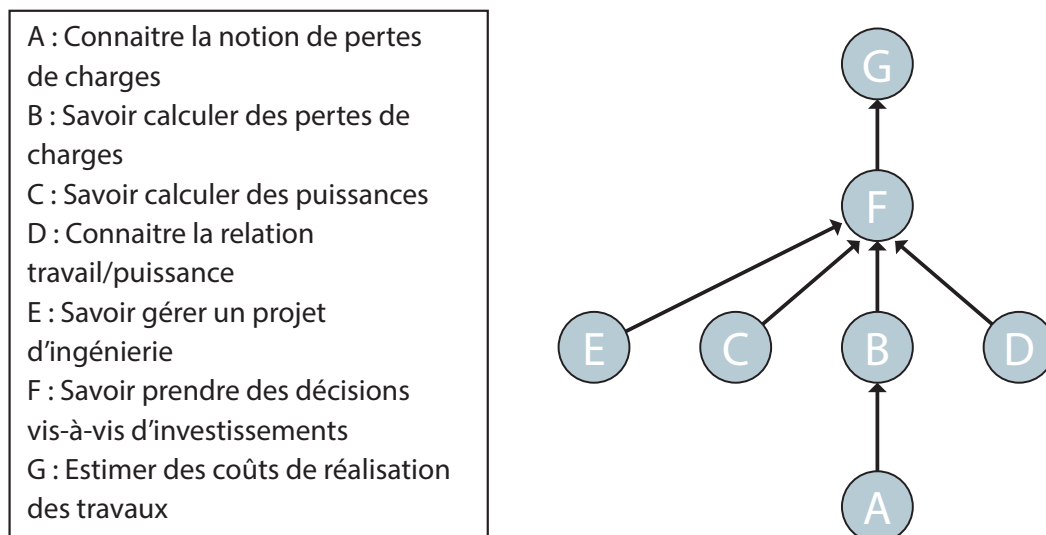 A : Connaitre la notion de pertes
de charges
B : Savoir calculer des pertes de
charges
C : Savoir calculer des puissances
D : Connaitre la relation
travail/puissance
E : Savoir gérer un projet
d’ingénierie
F : Savoir prendre des décisions
vis-à-vis d’investissements
G : Estimer des coûts de réalisation
des travaux
G
F
E
C
B
D
A